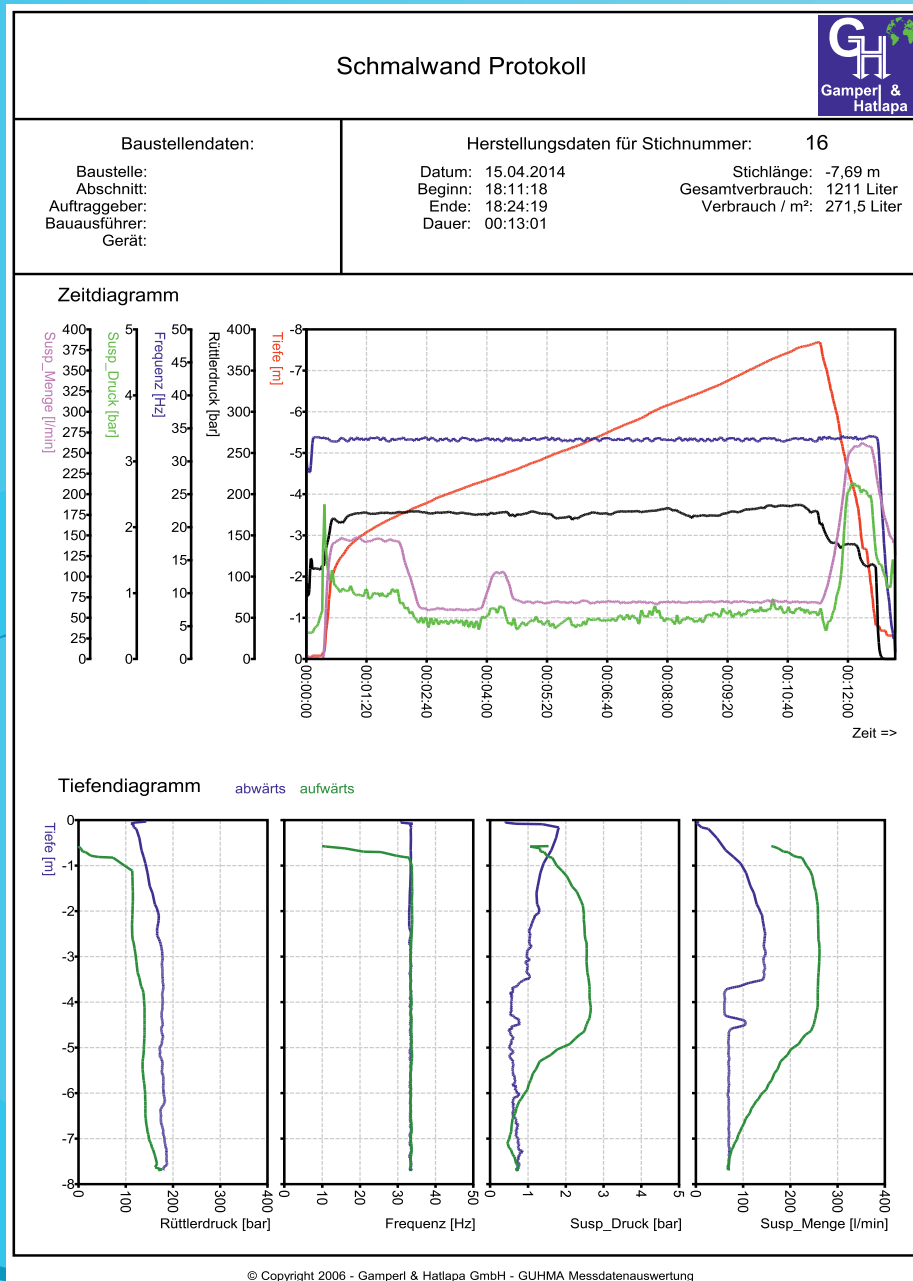 Schmalwand Protokoll
GH
Gamperl &
Hatlapa
Baustellendaten:
Baustelle:
Abschnitt:
Auftraggeber:
Bauausführer:
Gerät:
Herstellungsdaten für Stichnummer: 16
Datum: 15.04.2014
Beginn: 18:11:18
Ende: 18:24:19
Dauer: 00:13:01
Stichlänge: -7,69 m
Gesamtverbrauch: 1211 Liter
Verbrauch / m²: 271,5 Liter
Zeitdiagramm
Susp_Menge [l/min]
400
375
350
325
300
275
250
225
200
175
150
125
100
75
50
25
0
Susp_Druck [bar]
5
4
3
2
1
0
Frequenz [Hz]
50
45
40
35
30
25
20
15
10
5
0
Rüttlerdruck [bar]
400
350
300
250
200
150
100
50
0
Tiefe [m]
-8
-7
-6
-5
-4
-3
-2
-1
0
00:00:00
00:01:20
00:02:40
00:04:00
00:05:20
00:06:40
00:08:00
00:09:20
00:10:40
00:12:00
Zeit =>
Tiefendiagramm abwärts aufwärts
Tiefe [m]
0
-1
-2
-3
-4
-5
-6
-7
-8
0 100 200 300 400
Rüttlerdruck [bar]
0 10 20 30 40 50
Frequenz [Hz]
0 1 2 3 4 5
Susp_Druck [bar]
0 100 200 300 400
Susp_Menge [l/min]
© Copyright 2006 - Gamperl & Hatlapa GmbH - GUHMA Messdatenauswertung